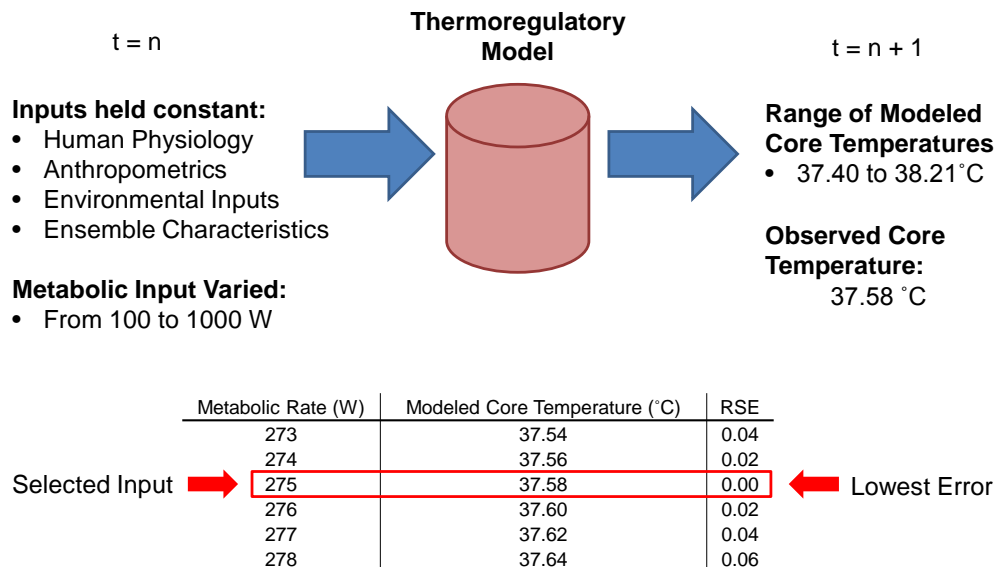 t = n
Thermoregulatory
Model
t = n + 1
Inputs held constant:
• Human Physiology
• Anthropometrics
• Environmental Inputs
• Ensemble Characteristics
Metabolic Input Varied:
• From 100 to 1000 W
Range of Modeled
Core Temperatures
• 37.40 to 38.21˚C
Observed Core
Temperature:
37.58 ˚C
Metabolic Rate (W) Modeled Core Temperature (˚C) RSE
273 37.54 0.04
274 37.56 0.02
Selected Input 275 37.58 0.00 Lowest Error
276 37.60 0.02
277 37.62 0.04
278 37.64 0.06